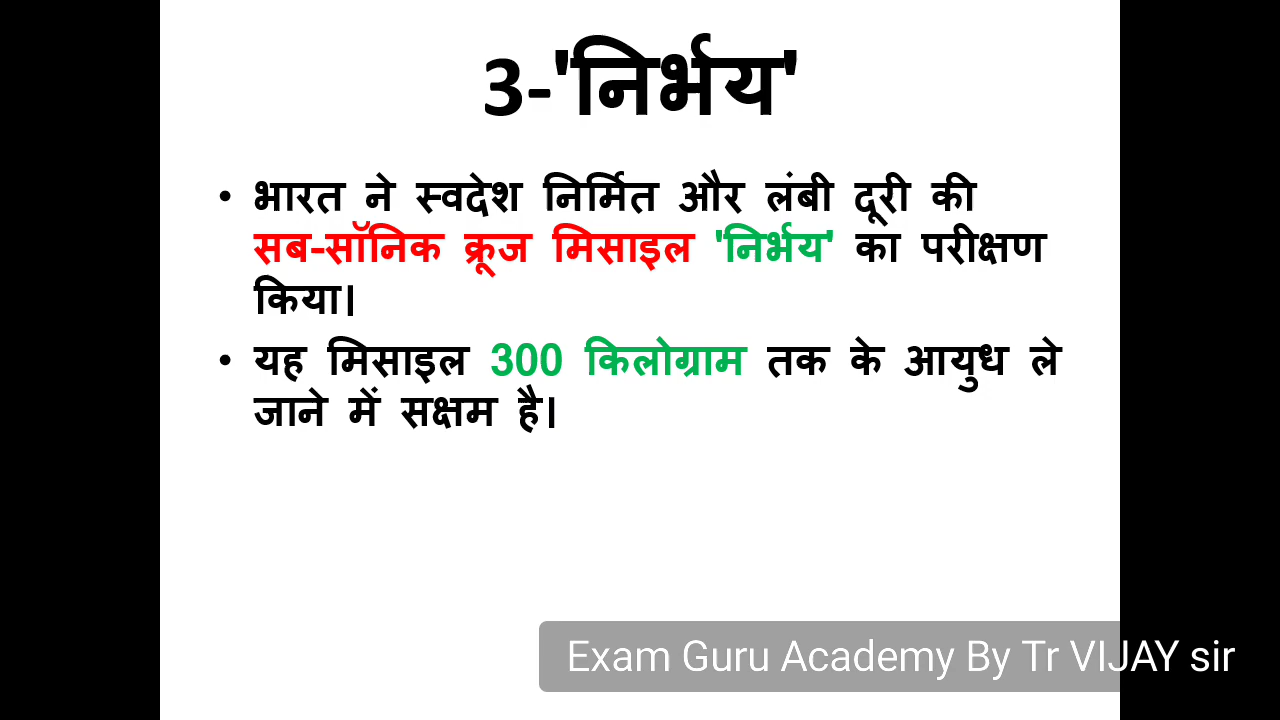 3-'निर्भय'
• भारत ने स्वदेश निर्मित और लंबी दूरी की
सब-सॉनिक क्रूज मिसाइल 'निर्भय' का परीक्षण
किया।
• यह मिसाइल 300 किलोग्राम तक के आयुध ले
जाने में सक्षम है।
Exam Guru Academy By Tr VIJAY sir